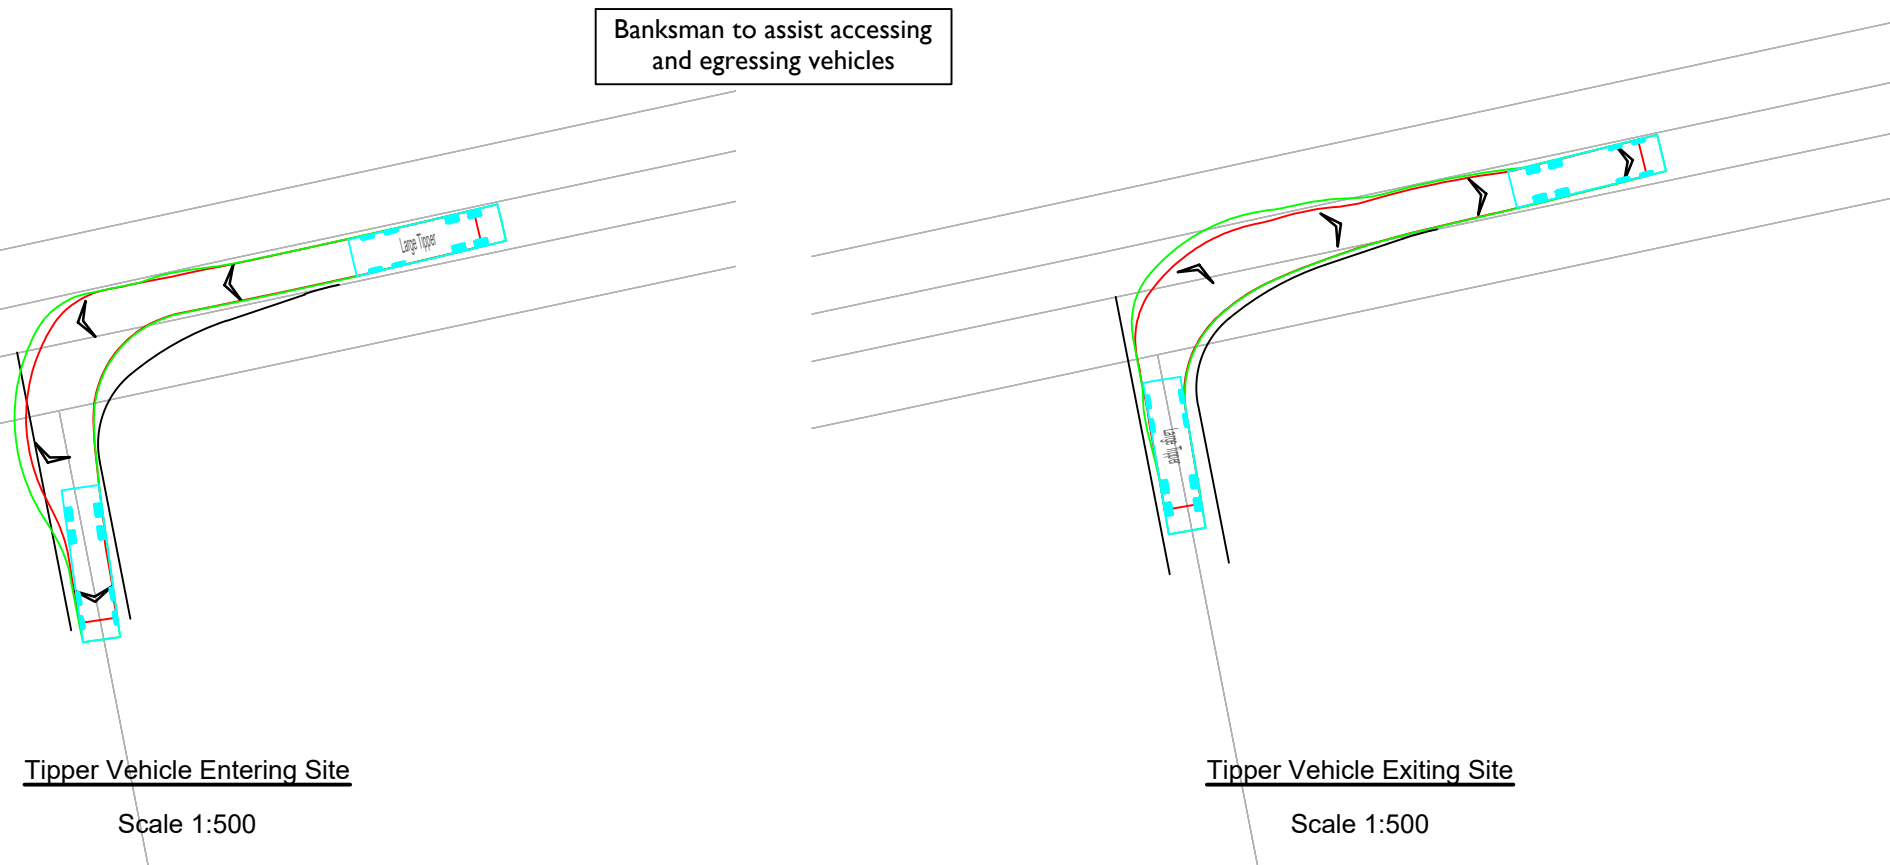 Banksman to assist accessing
and egressing vehicles
Large Tipper
Large Tipper
Tipper Vehicle Entering Site
Scale 1:500
Tipper Vehicle Exiting Site
Scale 1:500